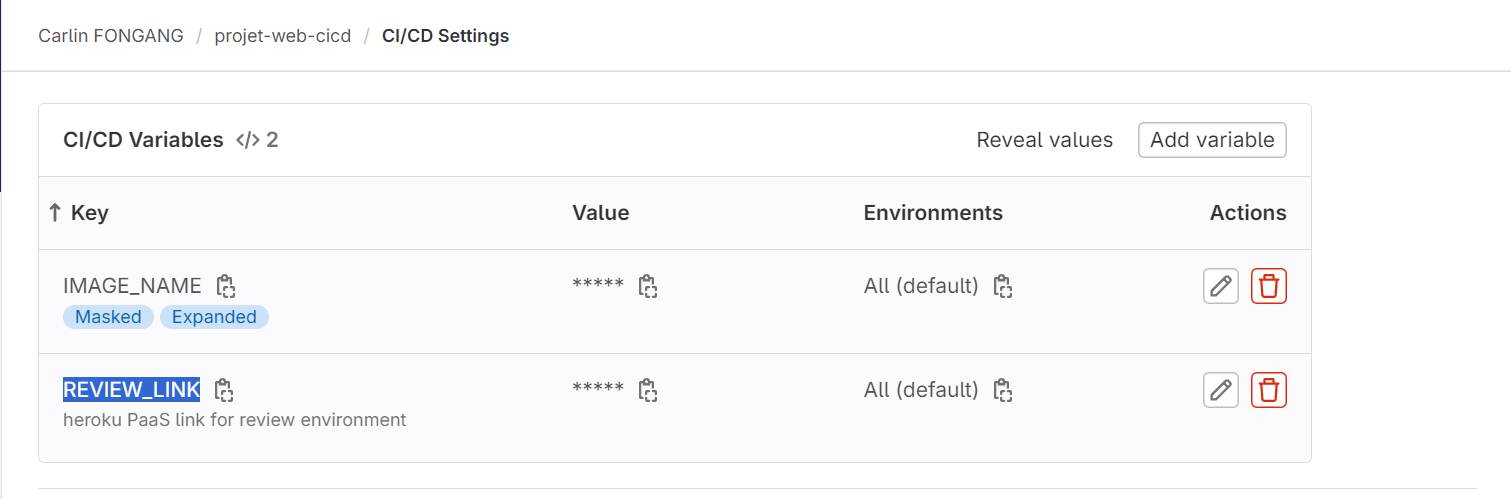 Carlin FONGANG / projet-web-cicd / CI/CD Settings
CI/CD Variables </> 2 Reveal values Add variable
↑ Key Value Environments Actions
IMAGE_NAME ***** All (default)
Masked Expanded
REVIEW_LINK ***** All (default)
heroku PaaS link for review environment